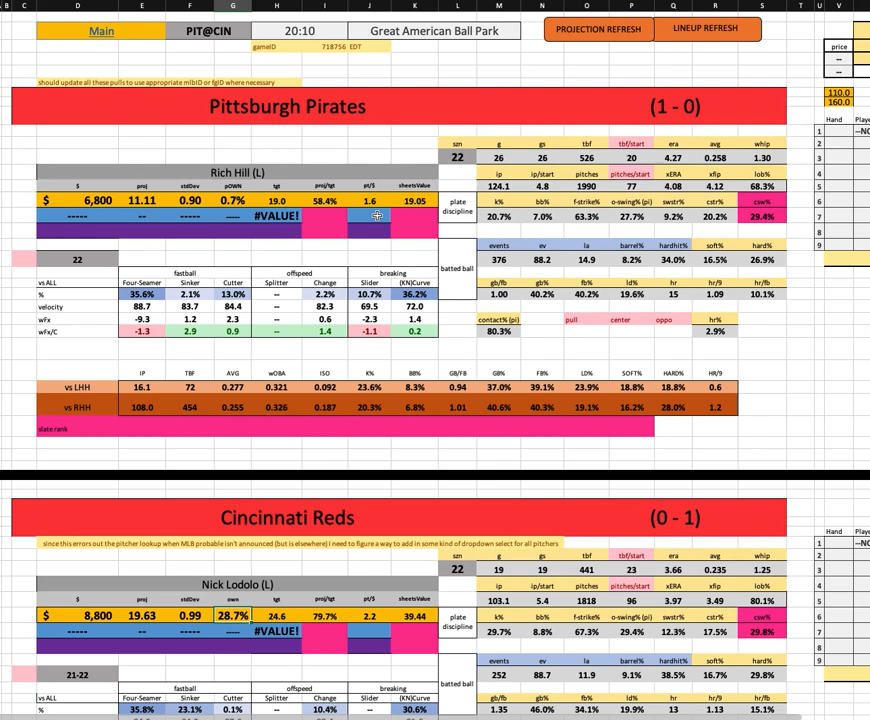 B C D E F G H I J K L M N O P Q R S T U V
Main PIT@CIN 20:10 Great American Ball Park PROJECTION REFRESH LINEUP REFRESH
gameID 718756 EDT
price
--
--
should update all these pulls to use appropriate mlbID or fgID where necessary
110.0
160.0
Pittsburgh Pirates (1 - 0)
Hand Playe
1 --NO
szn g gs tbf tbf/start era avg whip
2
22 26 26 526 20 4.27 0.258 1.30
3
Rich Hill (L) ip ip/start pitches pitches/start xERA xfip lob%
4
$ proj stdDev pOWN tgt proj/tgt pt/$ sheetsValue 124.1 4.8 1990 77 4.08 4.12 68.3%
5
$ 6,800 11.11 0.90 0.7% 19.0 58.4% 1.6 19.05 plate discipline k% bb% f-strike% o-swing% (pi) swstr% cstr% csw%
6
----- -- ----- ---- #VALUE! 20.7% 7.0% 63.3% 27.7% 9.2% 20.2% 29.4%
7
8
batted ball events ev la barrel% hardhit% soft% hard%
9
22 376 88.2 14.9 8.2% 34.0% 16.5% 26.9%
fastball offspeed breaking
vs ALL Four-Seamer Sinker Cutter Splitter Change Slider (KN)Curve gb/fb gb% fb% ld% hr hr/9 hr/fb
% 35.6% 2.1% 13.0% -- 2.2% 10.7% 36.2% 1.00 40.2% 40.2% 19.6% 15 1.09 10.1%
velocity 88.7 83.7 84.4 -- 82.3 69.5 72.0
wFx -9.3 1.2 2.3 -- 0.6 -2.3 1.4 contact% (pi) pull center oppo hr%
wFx/C -1.3 2.9 0.9 -- 1.4 -1.1 0.2 80.3% 2.9%
IP TBF AVG wOBA ISO K% BB% GB/FB GB% FB% LD% SOFT% HARD% HR/9
vs LHH 16.1 72 0.277 0.321 0.092 23.6% 8.3% 0.94 37.0% 39.1% 23.9% 18.8% 18.8% 0.6
vs RHH 108.0 454 0.255 0.326 0.187 20.3% 6.8% 1.01 40.6% 40.3% 19.1% 16.2% 28.0% 1.2
slate rank
Cincinnati Reds (0 - 1)
Hand Playe
since this errors out the pitcher lookup when MLB probable isn't announced (but is elsewhere) I need to figure a way to add in some kind of dropdown select for all pitchers
1 --NO
szn g gs tbf tbf/start era avg whip
2
22 19 19 441 23 3.66 0.235 1.25
3
Nick Lodolo (L) ip ip/start pitches pitches/start xERA xfip lob%
4
$ proj stdDev own tgt proj/tgt pt/$ sheetsValue 103.1 5.4 1818 96 3.97 3.49 80.1%
5
$ 8,800 19.63 0.99 28.7% 24.6 79.7% 2.2 39.44 plate discipline k% bb% f-strike% o-swing% (pi) swstr% cstr% csw%
6
----- -- ----- ---- #VALUE! 29.7% 8.8% 67.3% 29.4% 12.3% 17.5% 29.8%
7
8
batted ball events ev la barrel% hardhit% soft% hard%
9
21-22 252 88.7 11.9 9.1% 38.5% 16.7% 29.8%
fastball offspeed breaking
vs ALL Four-Seamer Sinker Cutter Splitter Change Slider (KN)Curve gb/fb gb% fb% ld% hr hr/9 hr/fb
% 35.8% 23.1% 0.1% -- 10.4% -- 30.6% 1.35 46.0% 34.1% 19.9% 13 1.13 15.1%